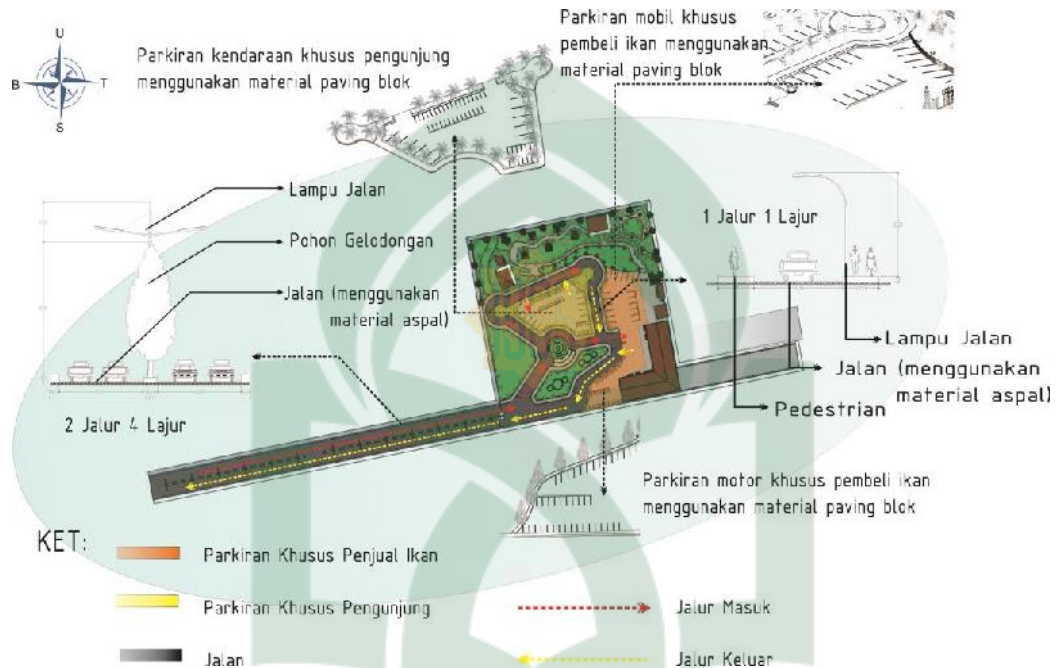 U
B
T
S
Parkiran kendaraan khusus pengunjung
menggunakan material paving blok
Parkiran mobil khusus
pembeli ikan menggunakan
material paving blok
Lampu Jalan
Pohon Gelodongan
Jalan (menggunakan
material aspal)
2 Jalur 4 Lajur
1 Jalur 1 Lajur
Lampu Jalan
Jalan (menggunakan
material aspal)
Pedestrian
Parkiran motor khusus pembeli ikan
menggunakan material paving blok
KET:
Parkiran Khusus Penjual Ikan
Parkiran Khusus Pengunjung
Jalan
Jalur Masuk
Jalur Keluar